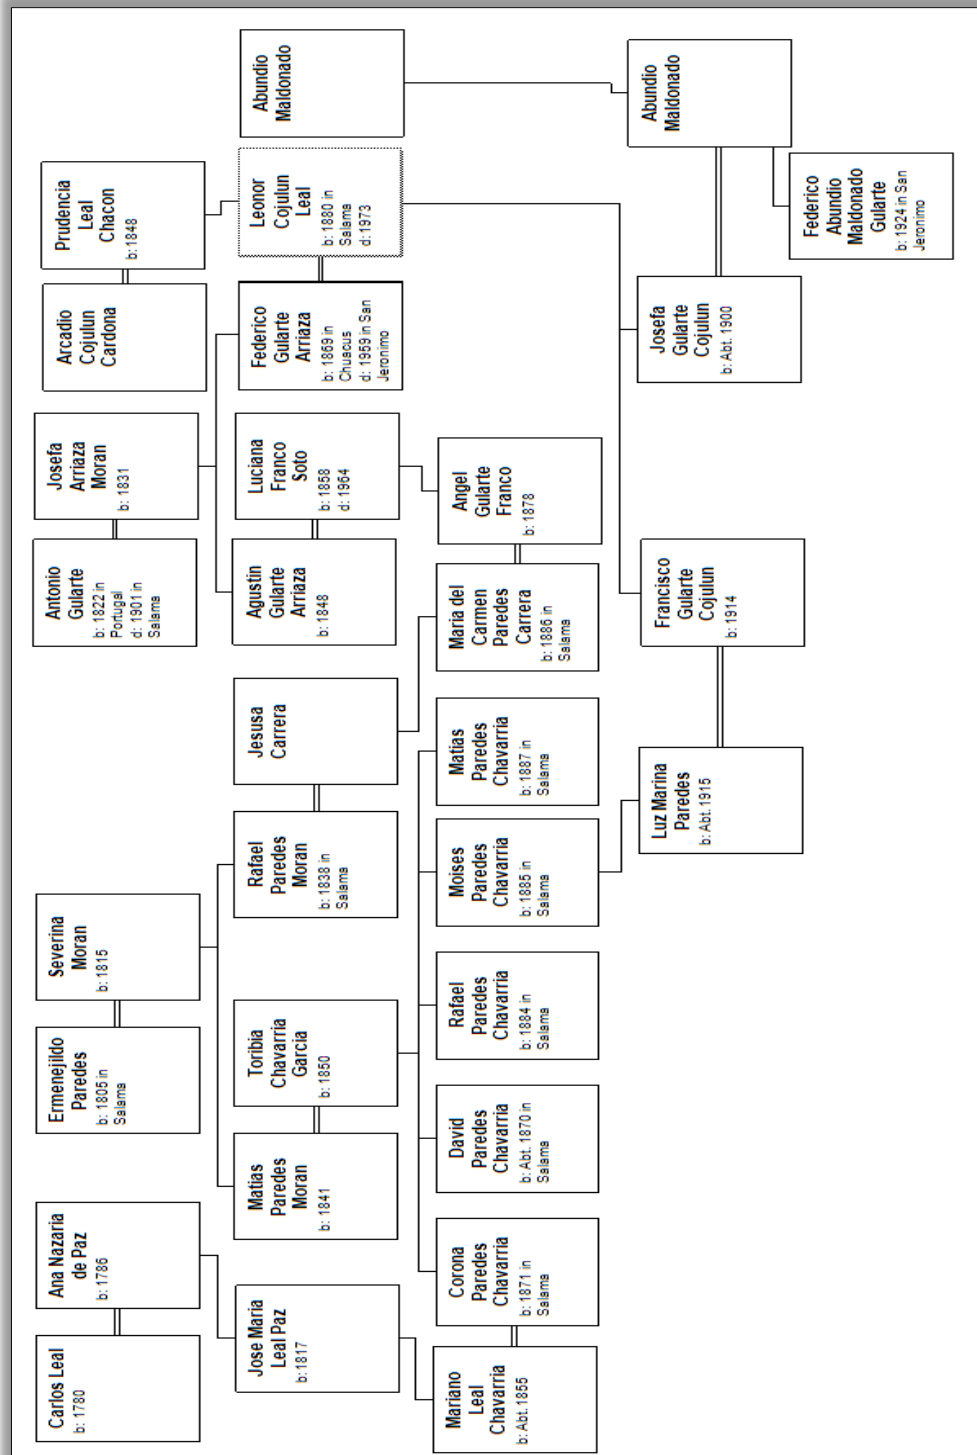 Carlos Leal
b: 1780
Ana Nazaria
de Paz
b: 1786
Ermenejildo
Paredes
b: 1805 in
Salama
Severina
Moran
b: 1815
Antonio
Gularte
b: 1822 in
Portugal
d: 1901 in
Salama
Josefa
Arriaza
Moran
b: 1831
Arcadio
Cojulun
Cardona
Prudencia
Leal
Chacon
b: 1848
Jose Maria
Leal Paz
b: 1817
Matias
Paredes
Moran
b: 1841
Toribia
Chavarria
Garcia
b: 1850
Rafael
Paredes
Moran
b: 1838 in
Salama
Jesusa
Carrera
Agustin
Gularte
Arriaza
b: 1848
Luciana
Franco
Soto
b: 1858
d: 1964
Federico
Gularte
Arriaza
b: 1869 in
Chuacus
d: 1959 in San
Jeronimo
Leonor
Cojulun
Leal
b: 1880 in
Salama
d: 1973
Abundio
Maldonado
Mariano
Leal
Chavarria
b: Abt. 1855
Corona
Paredes
Chavarria
b: 1871 in
Salama
David
Paredes
Chavarria
b: Abt. 1870 in
Salama
Rafael
Paredes
Chavarria
b: 1884 in
Salama
Moises
Paredes
Chavarria
b: 1885 in
Salama
Matias
Paredes
Chavarria
b: 1887 in
Salama
Maria del
Carmen
Paredes
Carrera
b: 1886 in
Salama
Angel
Gularte
Franco
b: 1878
Luz Marina
Paredes
b: Abt. 1915
Francisco
Gularte
Cojulun
b: 1914
Josefa
Gularte
Cojulun
b: Abt. 1900
Abundio
Maldonado
Federico
Abundio
Maldonado
Gularte
b: 1924 in San
Jeronimo